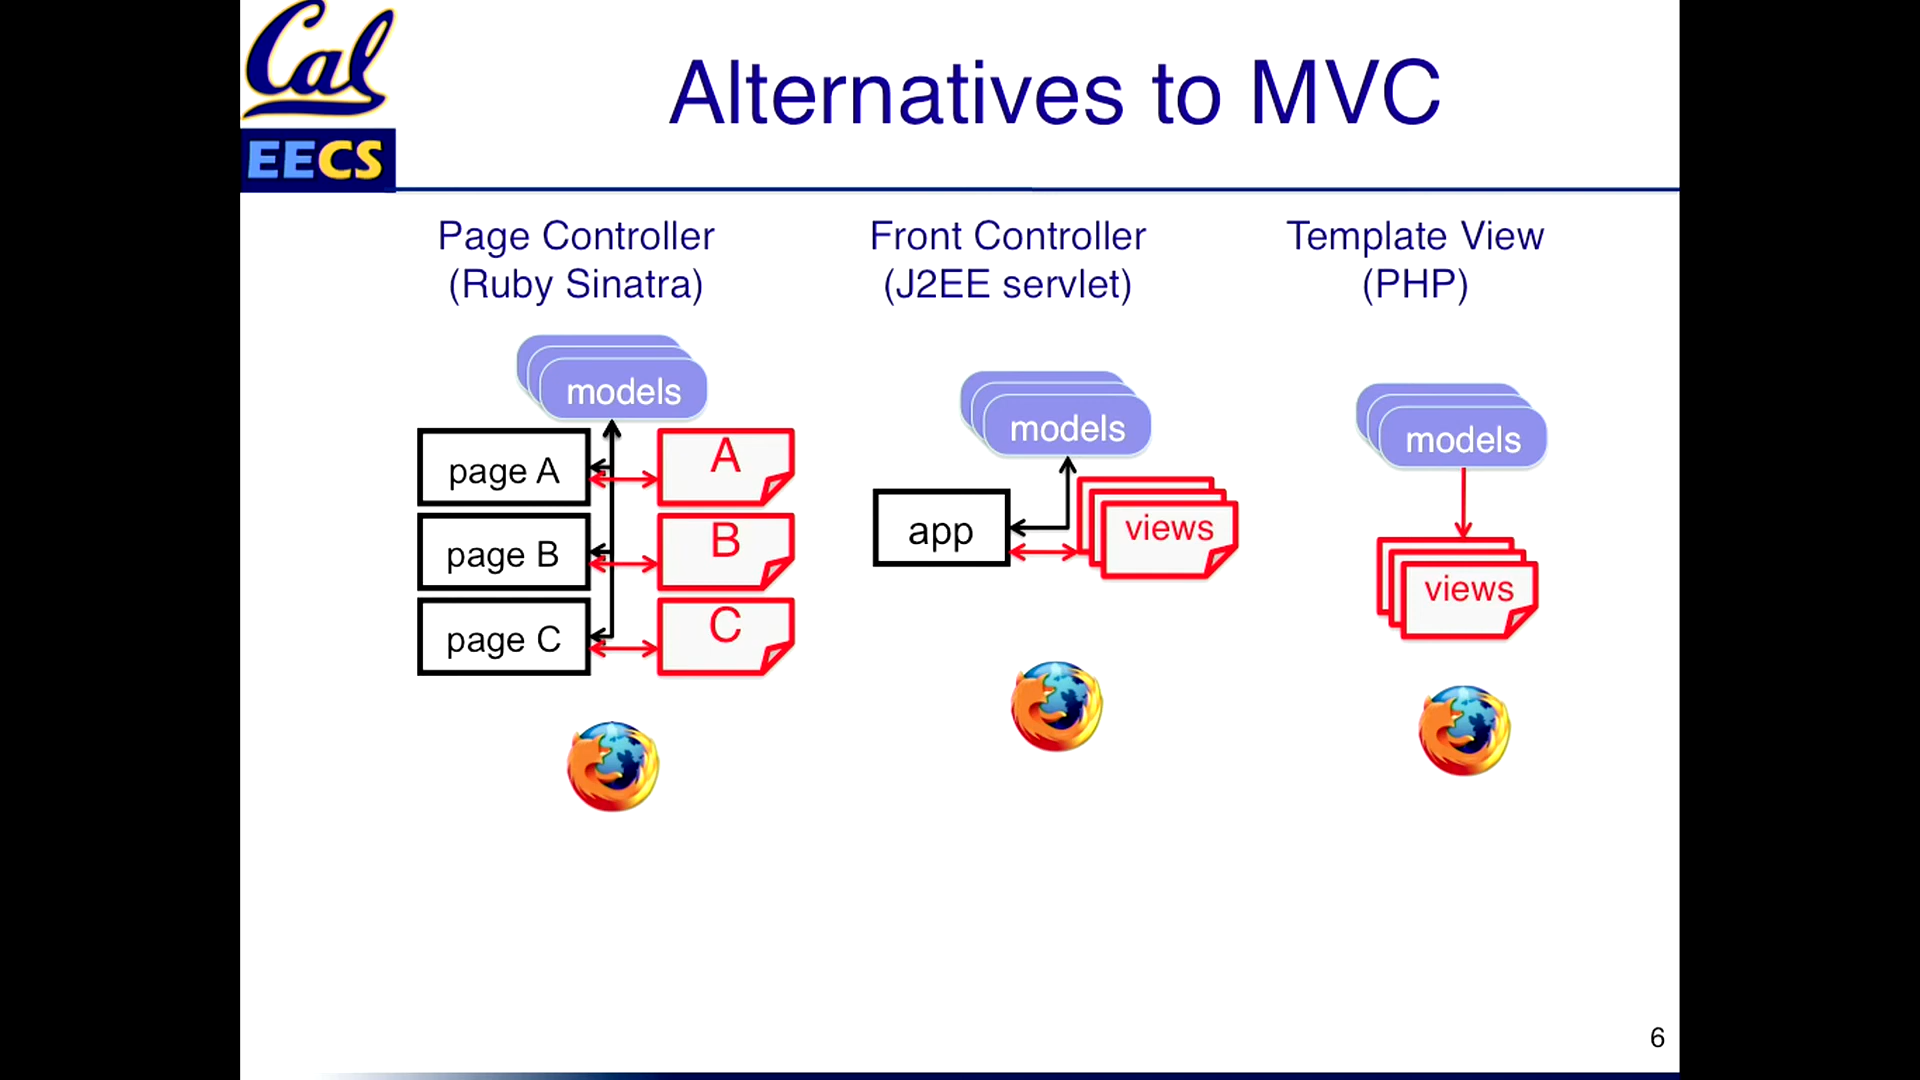 Cal
EECS
Alternatives to MVC
Page Controller
(Ruby Sinatra)
models
page A
A
page B
B
page C
C
Front Controller
(J2EE servlet)
models
app
views
Template View
(PHP)
models
views
6